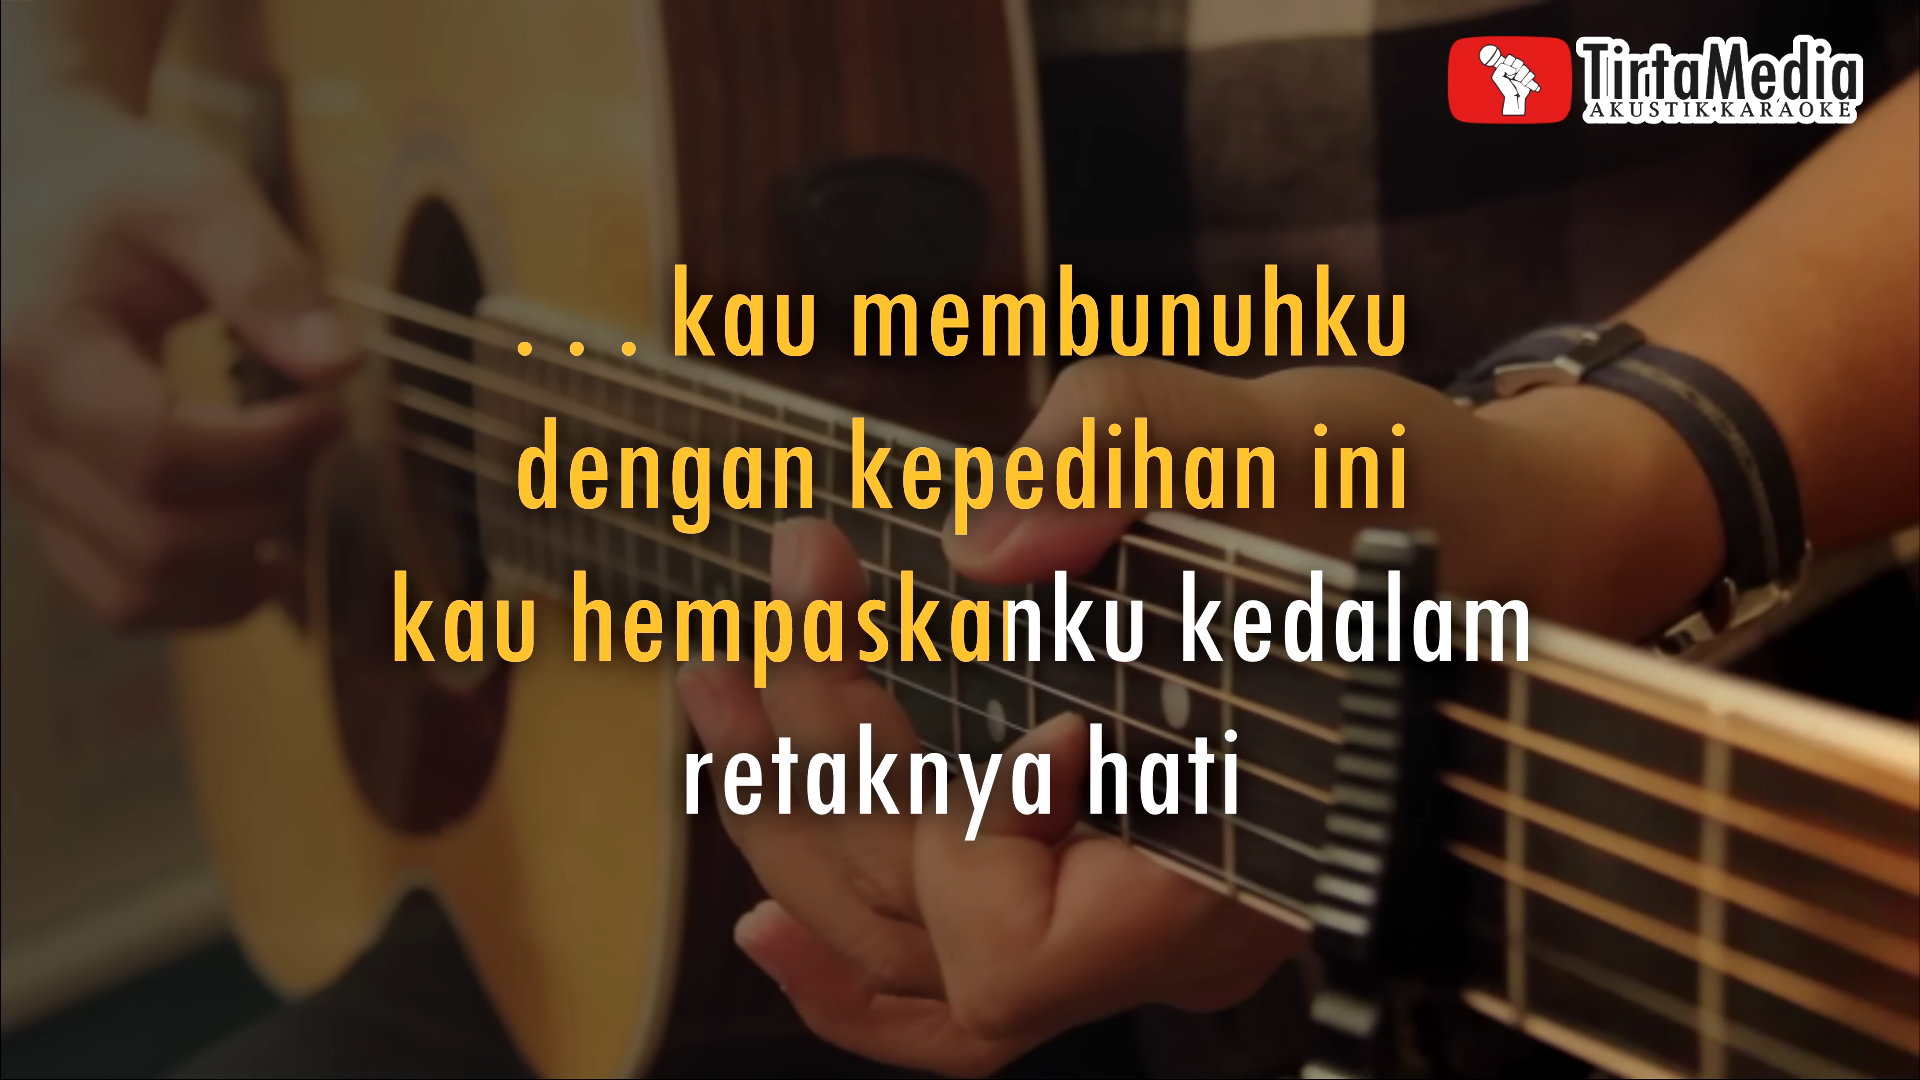 TirtaMedia
AKUSTIK KARAOKE
. . . kau membunuhku
dengan kepedihan ini
kau hempaskanku kedalam
retaknya hati